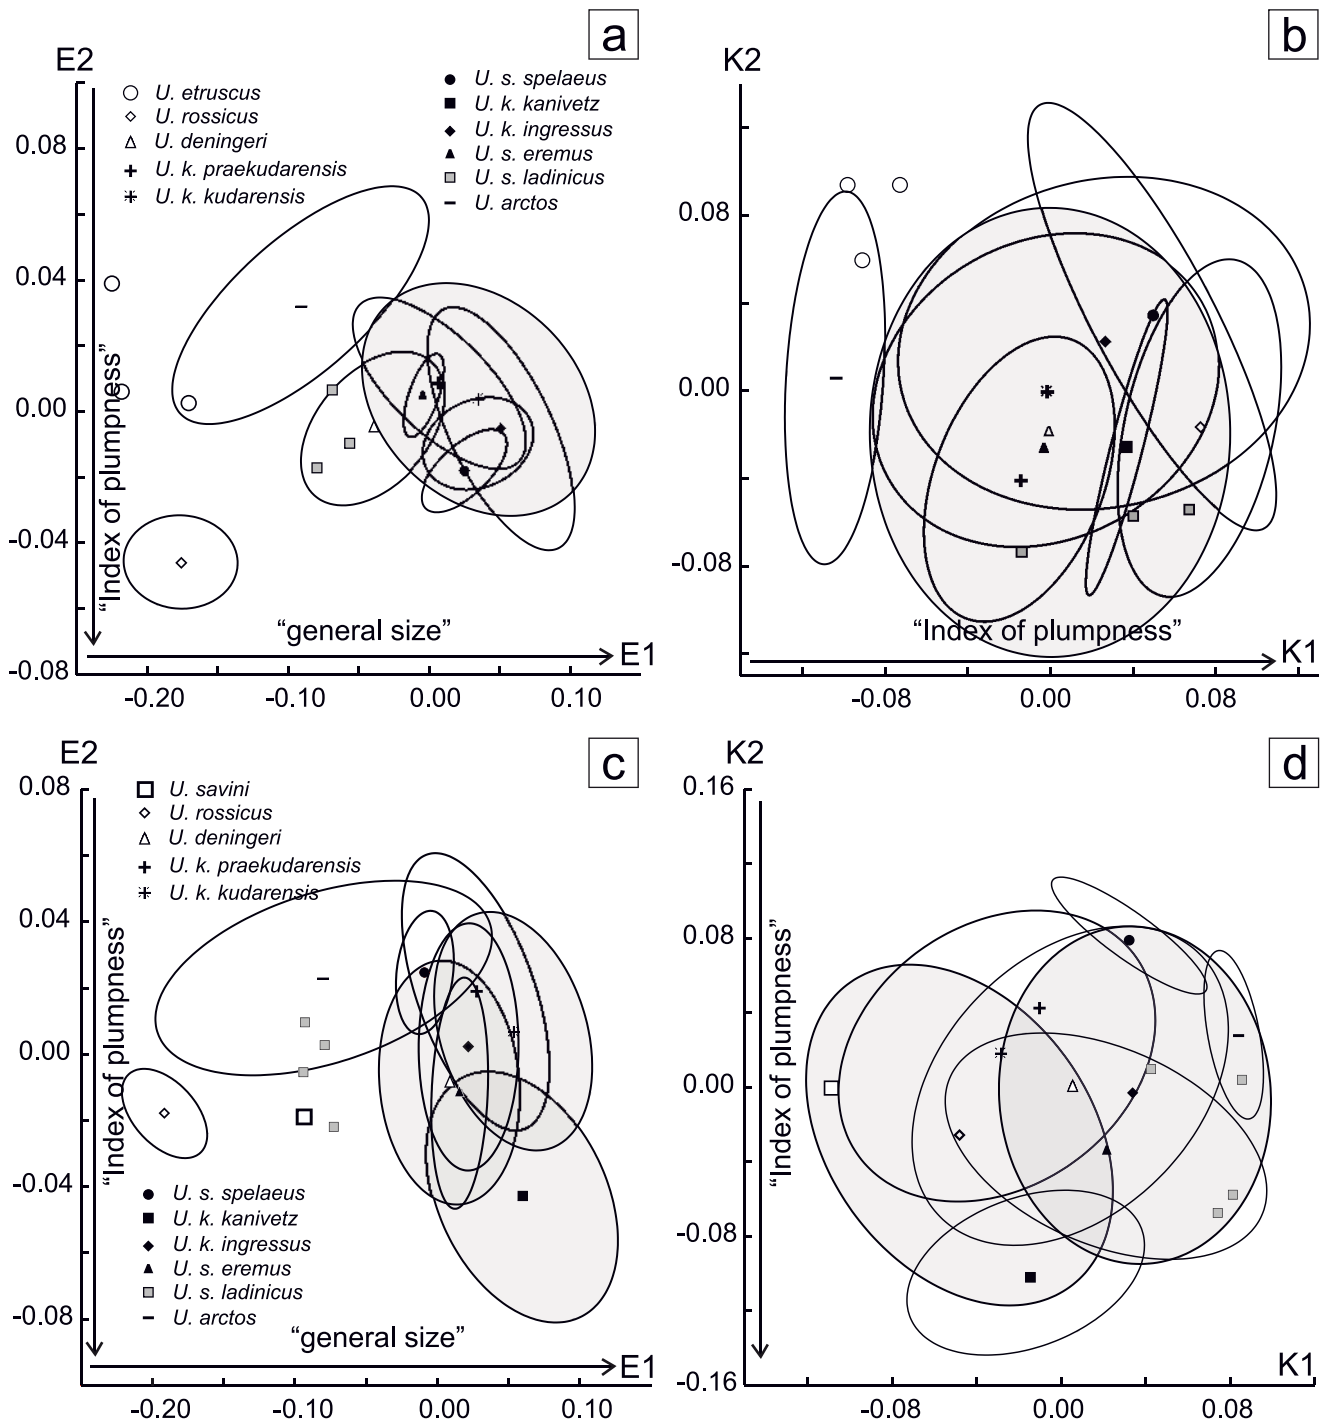 a
E2
U. etruscus
U. rossicus
U. deningeri
U. k. praekudarensis
U. k. kudarensis
U. s. spelaeus
U. k. kanivetz
U. k. ingressus
U. s. eremus
U. s. ladinicus
U. arctos
0.08
0.04
0.00
-0.04
-0.08
“Index of plumpness”
“general size”
E1
-0.20
-0.10
0.00
0.10
b
K2
0.08
0.00
-0.08
“Index of plumpness”
K1
-0.08
0.00
0.08
c
E2
U. savini
U. rossicus
U. deningeri
U. k. praekudarensis
U. k. kudarensis
0.08
0.04
0.00
-0.04
-0.08
“Index of plumpness”
U. s. spelaeus
U. k. kanivetz
U. k. ingressus
U. s. eremus
U. s. ladinicus
U. arctos
“general size”
E1
-0.20
-0.10
0.00
0.10
d
K2
0.16
0.08
0.00
-0.08
-0.16
“Index of plumpness”
K1
-0.08
0.00
0.08